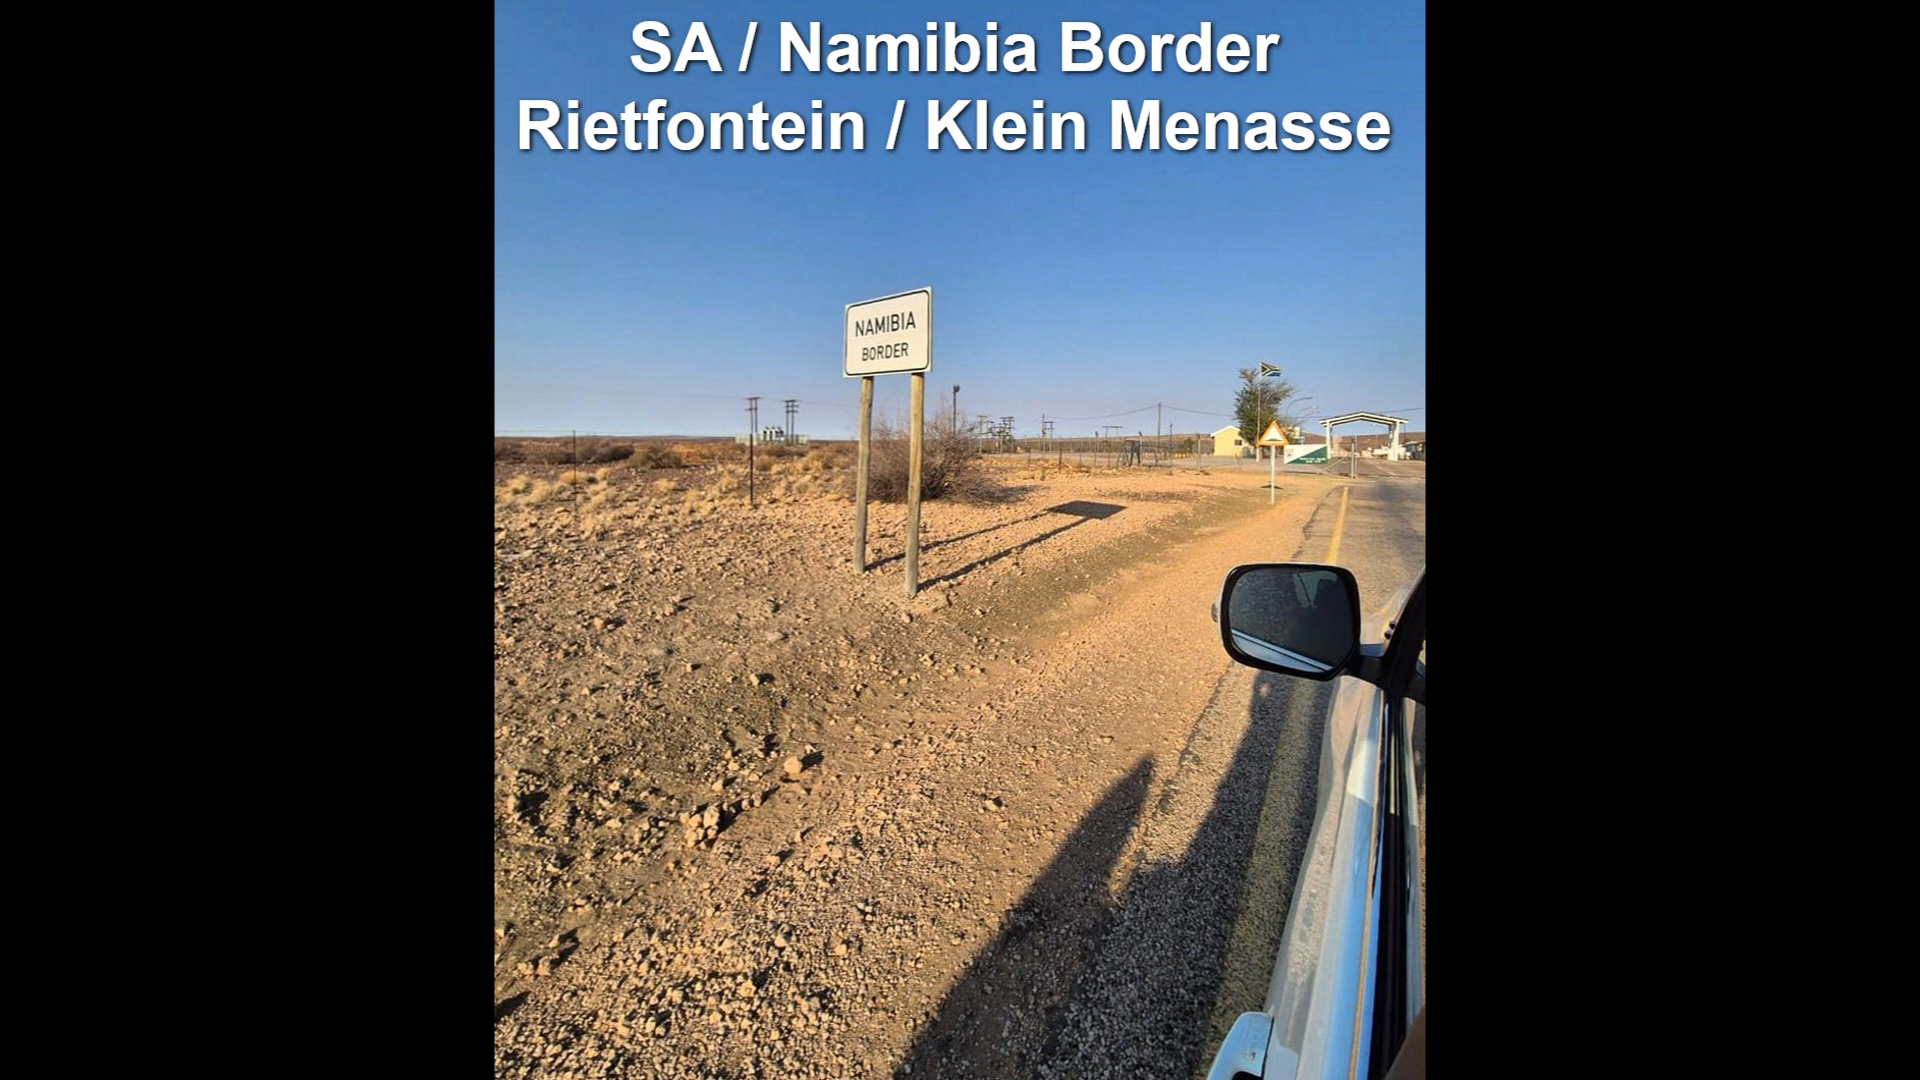 SA / Namibia Border
Rietfontein / Klein Menasse
NAMIBIA
BORDER